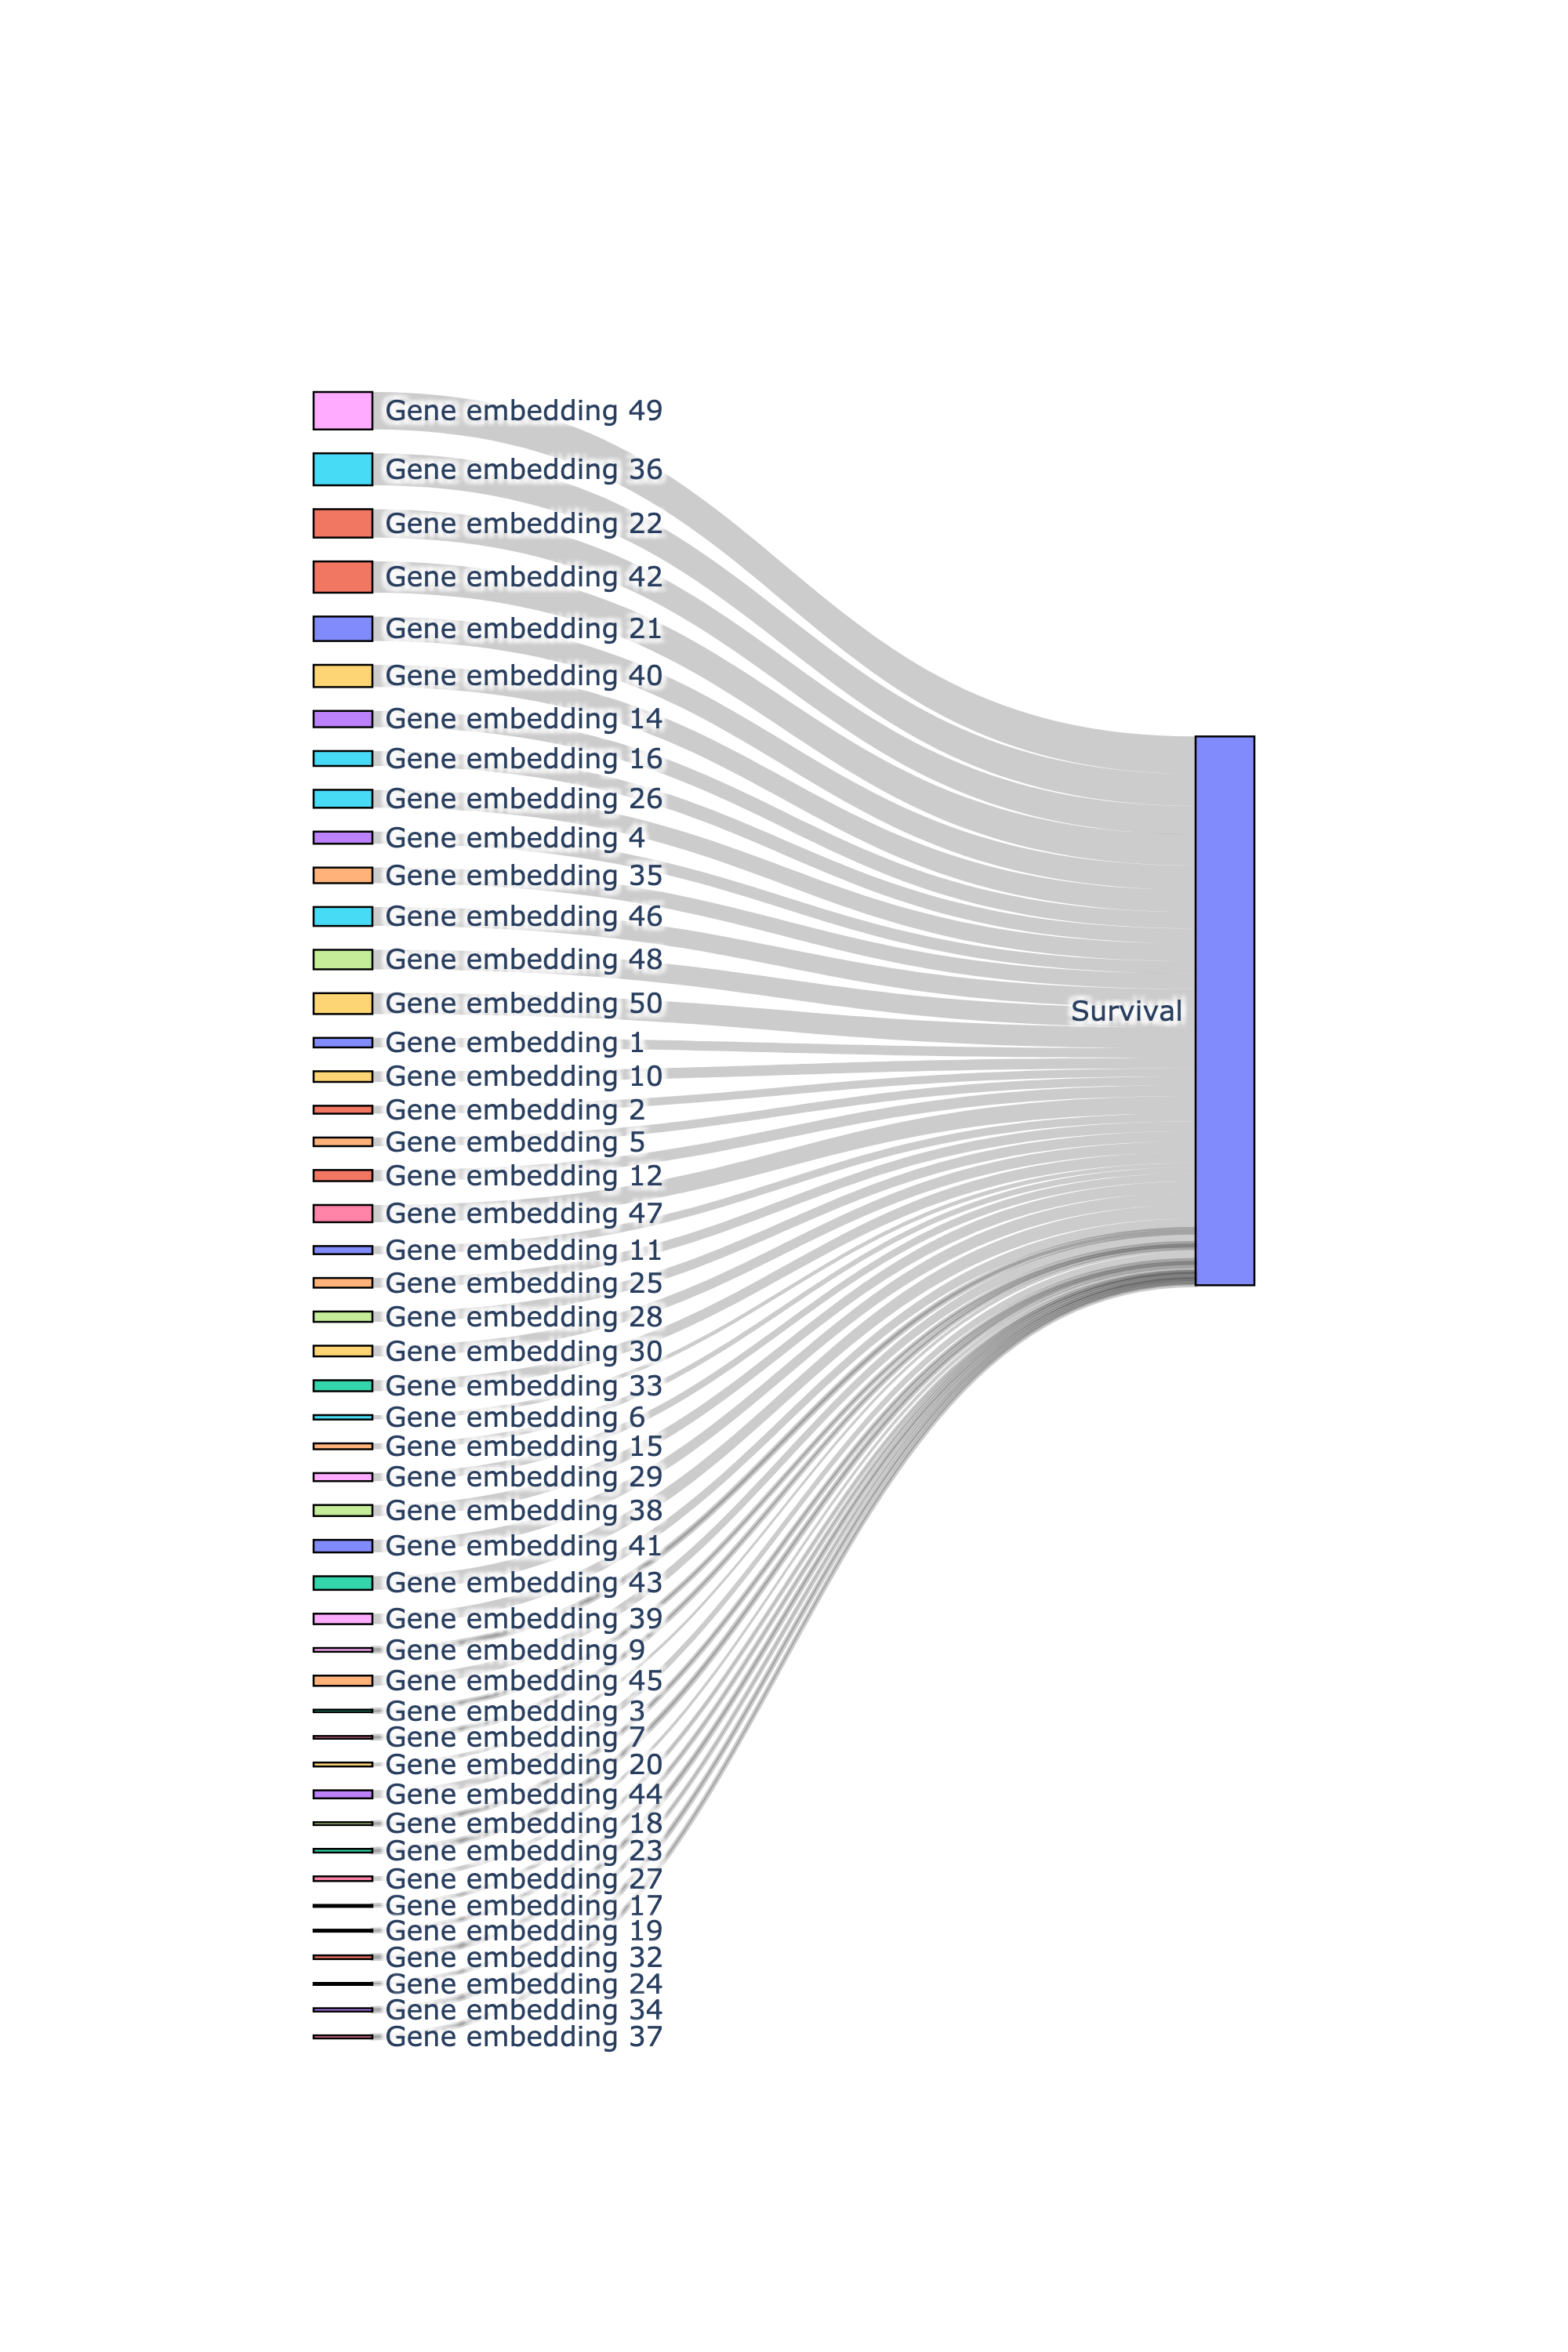 Gene embedding 49
Gene embedding 36
Gene embedding 22
Gene embedding 42
Gene embedding 21
Gene embedding 40
Gene embedding 14
Gene embedding 16
Gene embedding 26
Gene embedding 4
Gene embedding 35
Gene embedding 46
Gene embedding 48
Gene embedding 50
Survival
Gene embedding 1
Gene embedding 10
Gene embedding 2
Gene embedding 5
Gene embedding 12
Gene embedding 47
Gene embedding 11
Gene embedding 25
Gene embedding 28
Gene embedding 30
Gene embedding 33
Gene embedding 6
Gene embedding 15
Gene embedding 29
Gene embedding 38
Gene embedding 41
Gene embedding 43
Gene embedding 39
Gene embedding 9
Gene embedding 45
Gene embedding 3
Gene embedding 7
Gene embedding 20
Gene embedding 44
Gene embedding 18
Gene embedding 23
Gene embedding 27
Gene embedding 17
Gene embedding 19
Gene embedding 32
Gene embedding 24
Gene embedding 34
Gene embedding 37